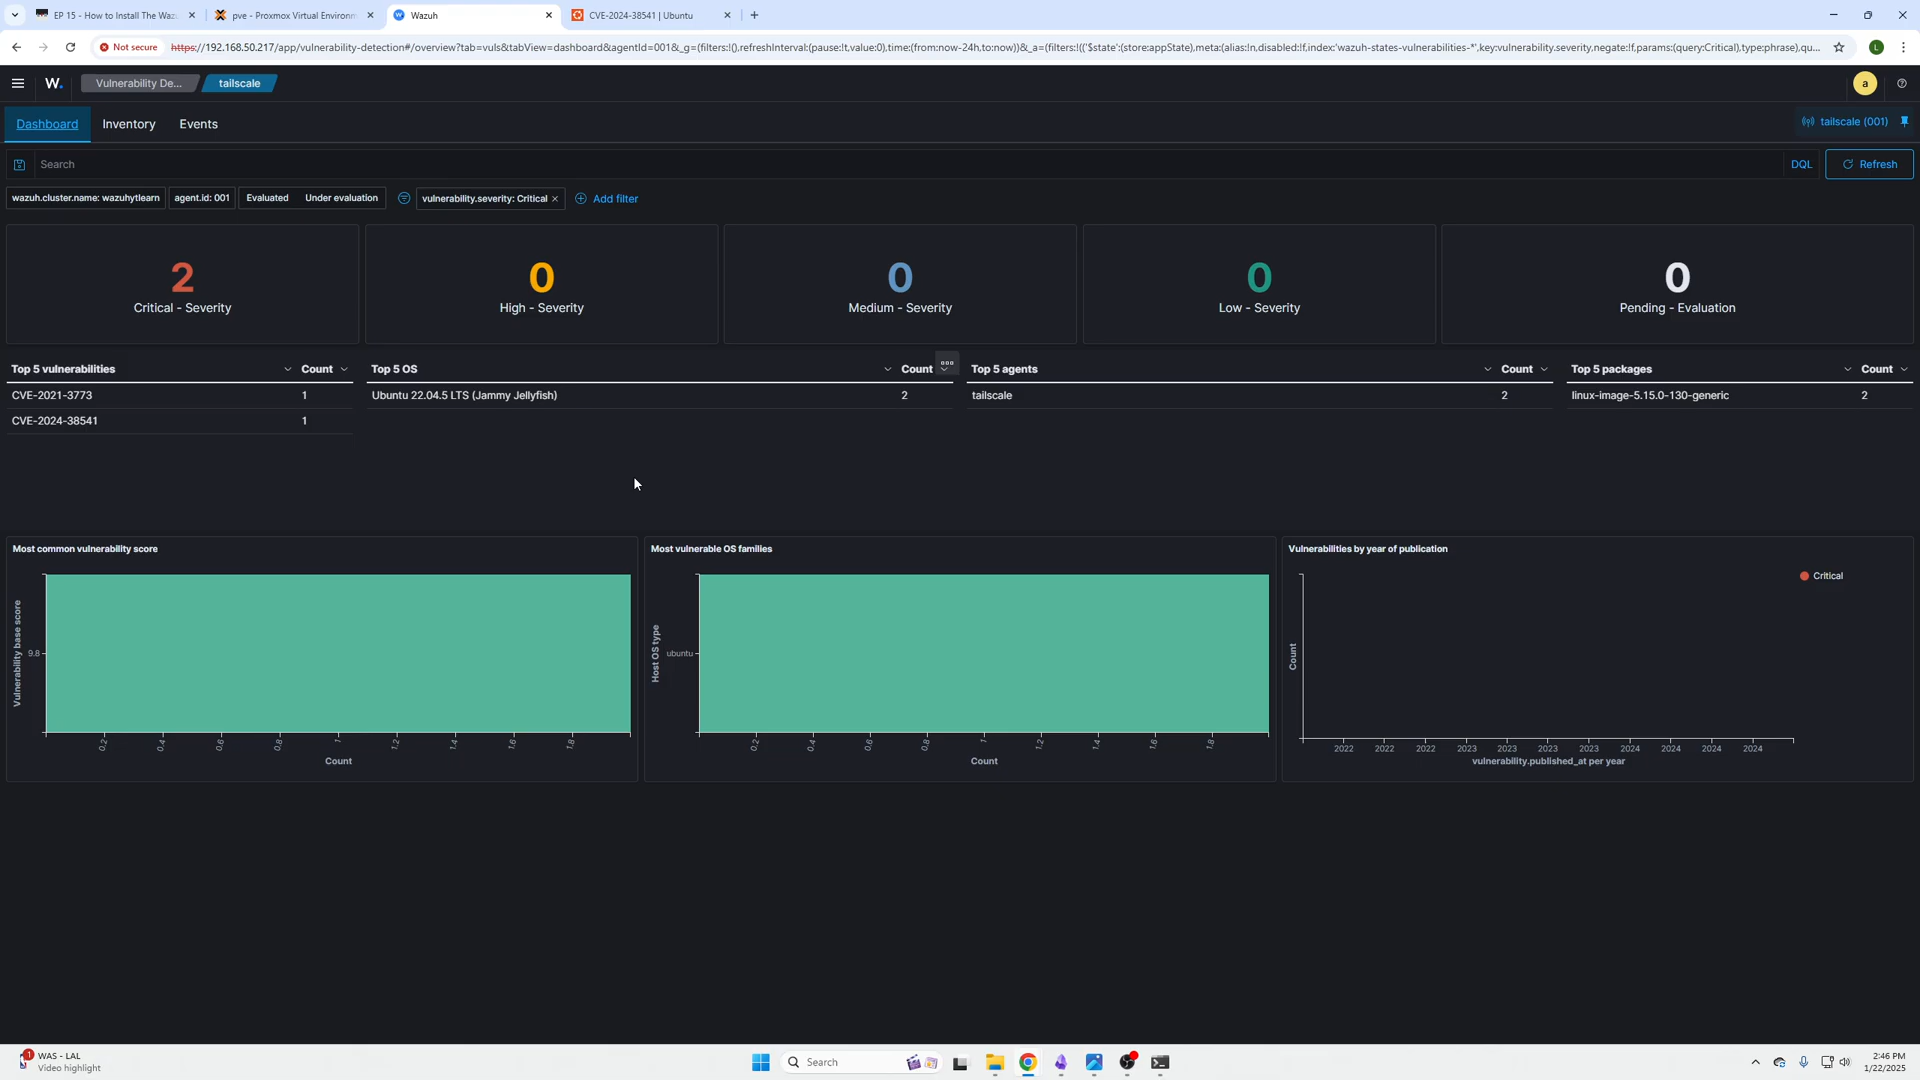 EP 15 - How to Install The Waz
pve - Proxmox Virtual Environm
Wazuh
CVE-2024-38541 | Ubuntu
Not secure
https://192.168.50.217/app/vulnerability-detection#/overview?tab=vuls&tabView=dashboard&agentId=001&_g=(filters:!(),refreshInterval:(pause:!t,value:0),time:(from:now-24h,to:now))&_a=(filters:!(('$state':(store:appState),meta:(alias:!n,disabled:!f,index:'wazuh-states-vulnerabilities-*',key:vulnerability.severity,negate:!f,params:(query:Critical),type:phrase),qu...
L
W.
Vulnerability De...
tailscale
a
Dashboard
Inventory
Events
tailscale (001)
Search
DQL
Refresh
wazuh.cluster.name: wazuhytlearn
agent.id: 001
Evaluated
Under evaluation
vulnerability.severity: Critical
Add filter
2
Critical - Severity
0
High - Severity
0
Medium - Severity
0
Low - Severity
0
Pending - Evaluation
Top 5 vulnerabilities
Count
CVE-2021-3773
1
CVE-2024-38541
1
Top 5 OS
Count
Ubuntu 22.04.5 LTS (Jammy Jellyfish)
2
Top 5 agents
Count
tailscale
2
Top 5 packages
Count
linux-image-5.15.0-130-generic
2
Most common vulnerability score
Vulnerability base score
9.8
0.2
0.4
0.6
0.8
1
1.2
1.4
1.6
1.8
Count
Most vulnerable OS families
Host OS type
ubuntu
0.2
0.4
0.6
0.8
1
1.2
1.4
1.6
1.8
Count
Vulnerabilities by year of publication
Critical
Count
2022
2022
2022
2023
2023
2023
2023
2024
2024
2024
2024
vulnerability.published_at per year
1
WAS - LAL
Video highlight
Search
2:46 PM
1/22/2025